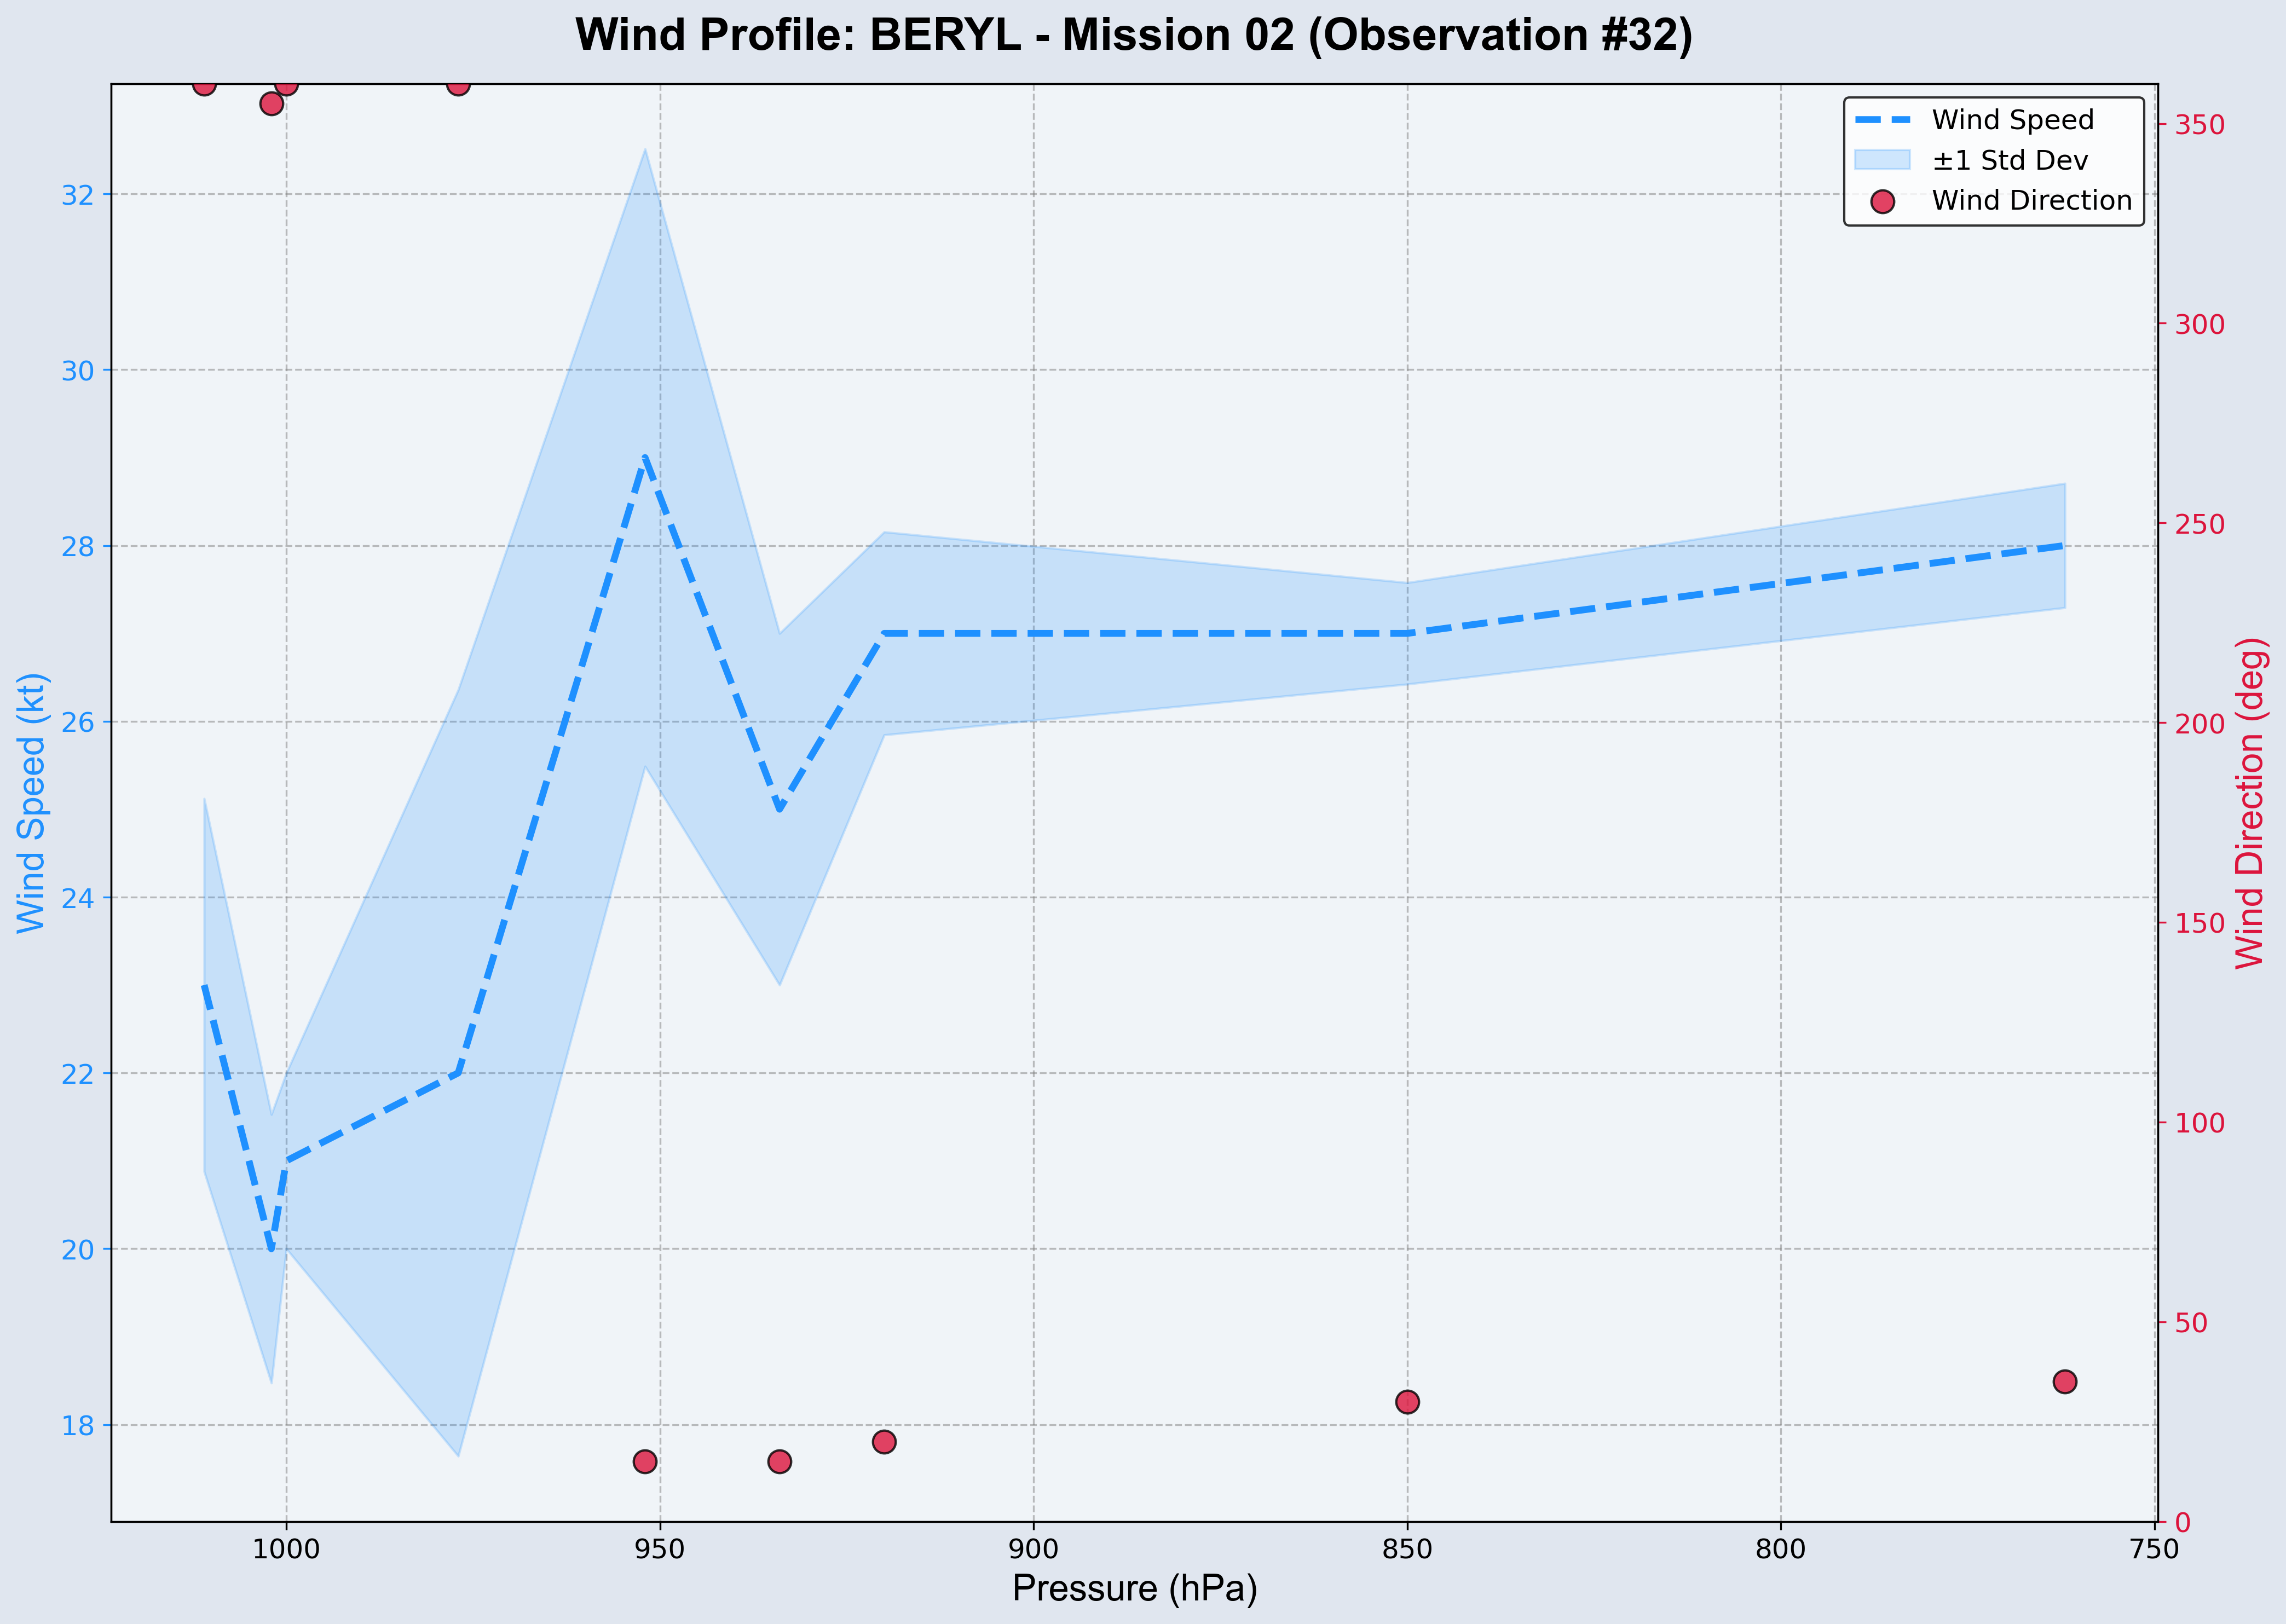 Wind Profile: BERYL - Mission 02 (Observation #32)
Wind Speed
±1 Std Dev
Wind Direction
Wind Speed (kt)
32
30
28
26
24
22
20
18
350
300
250
200
150
100
50
0
Wind Direction (deg)
1000 950 900 850 800 750
Pressure (hPa)